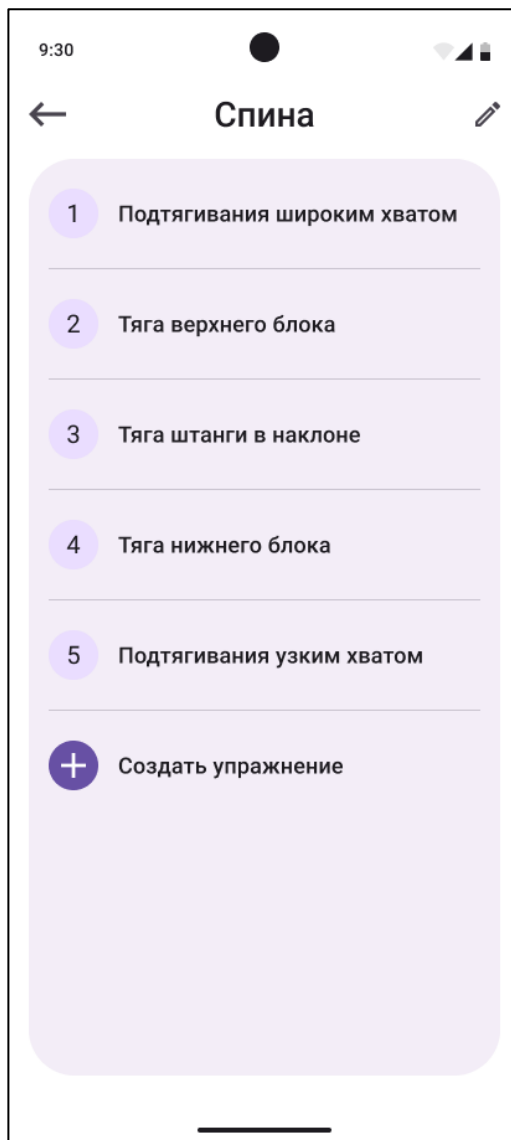 9:30
Спина
1 Подтягивания широким хватом
2 Тяга верхнего блока
3 Тяга штанги в наклоне
4 Тяга нижнего блока
5 Подтягивания узким хватом
Создать упражнение